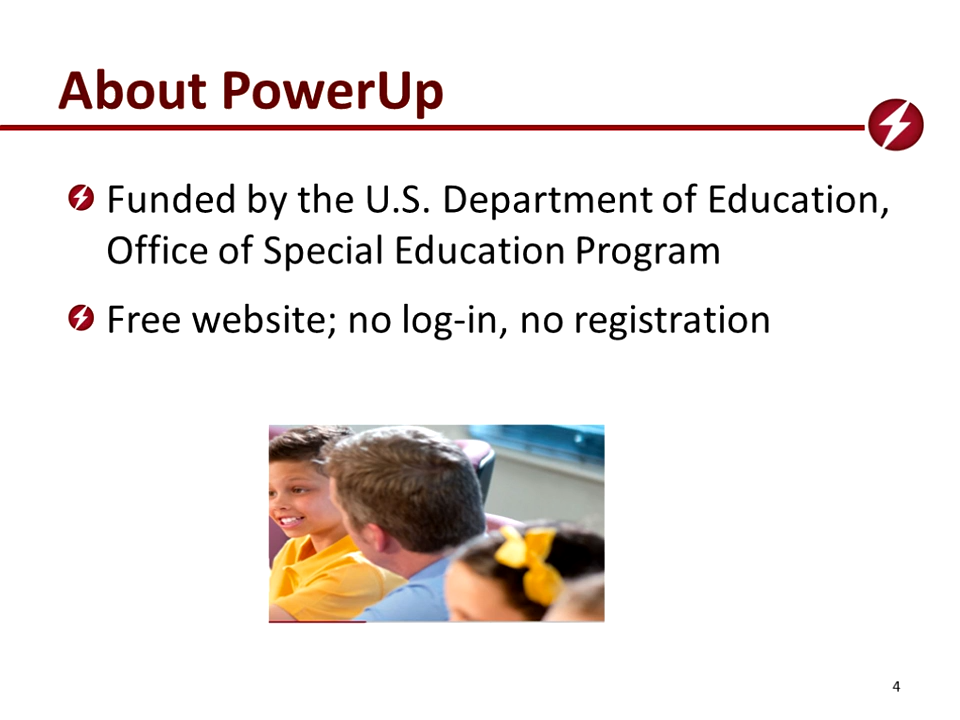 About PowerUp
Funded by the U.S. Department of Education,
Office of Special Education Program
Free website; no log-in, no registration
4